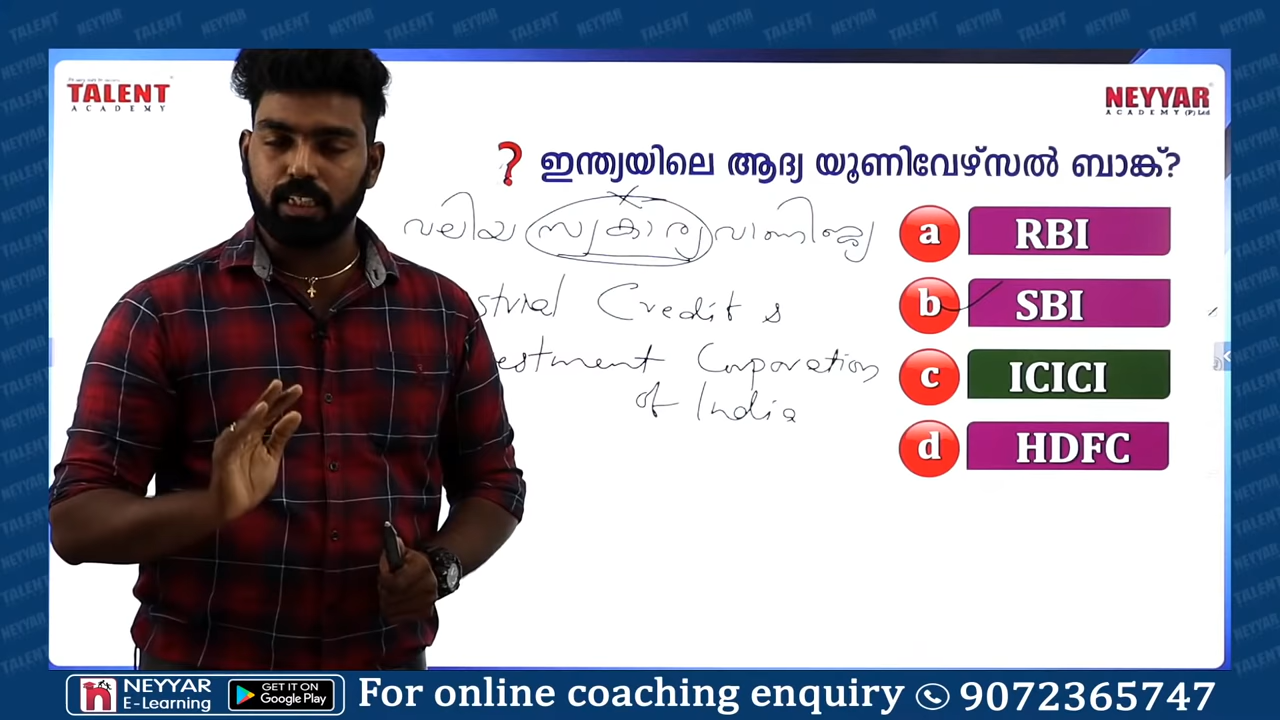 TALENT
ACADEMY
NEYYAR
ACADEMY (P) Ltd
? ഇന്ത്യയിലെ ആദ്യ യൂണിവേഴ്സൽ ബാങ്ക്?
വലിയ സ്വകാര്യ വാണിജ്യ
a RBI
strial Credit &
b SBI
estment Corporation
of India
c ICICI
d HDFC
NEYYAR
E-Learning
GET IT ON
Google Play
For online coaching enquiry 9072365747